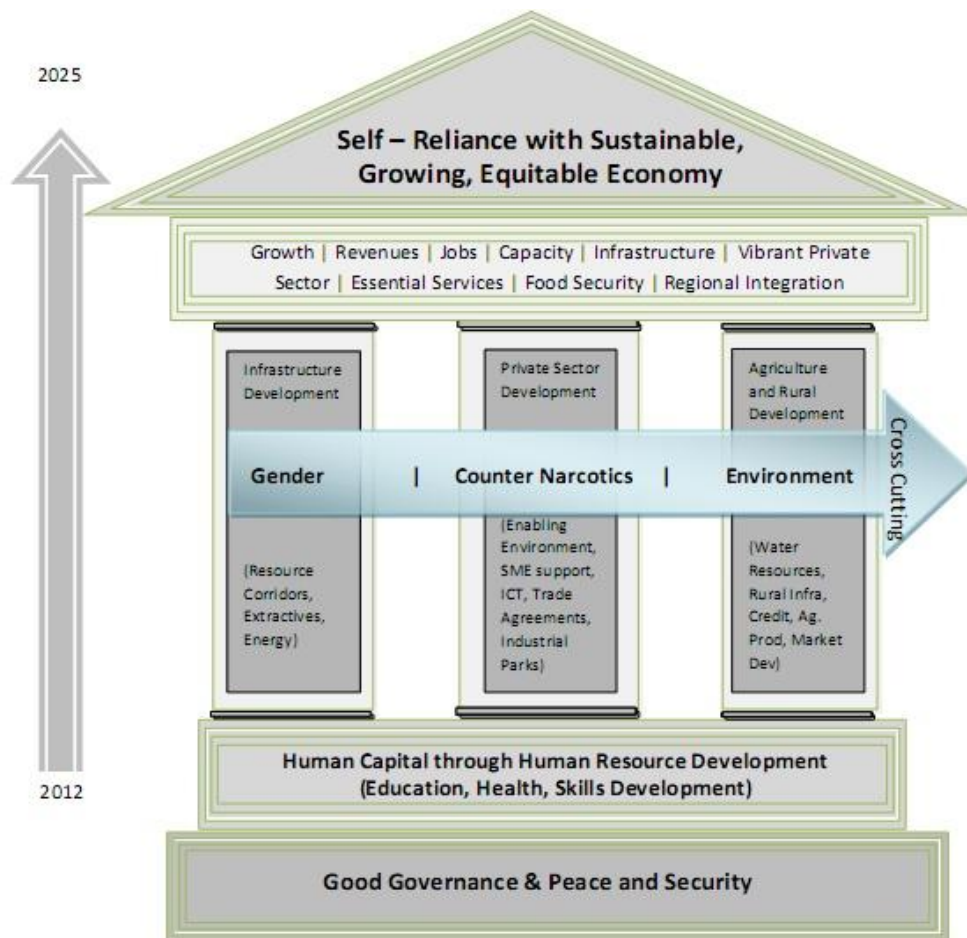 2025
Self – Reliance with Sustainable,
Growing, Equitable Economy
Growth | Revenues | Jobs | Capacity | Infrastructure | Vibrant Private
Sector | Essential Services | Food Security | Regional Integration
Infrastructure
Development
Private Sector
Development
Agriculture
and Rural
Development
Gender | Counter Narcotics | Environment
Cross Cutting
(Resource
Corridors,
Extractives,
Energy)
(Enabling
Environment,
SME support,
ICT, Trade
Agreements,
Industrial
Parks)
(Water
Resources,
Rural Infra,
Credit, Ag.
Prod, Market
Dev)
Human Capital through Human Resource Development
(Education, Health, Skills Development)
2012
Good Governance & Peace and Security